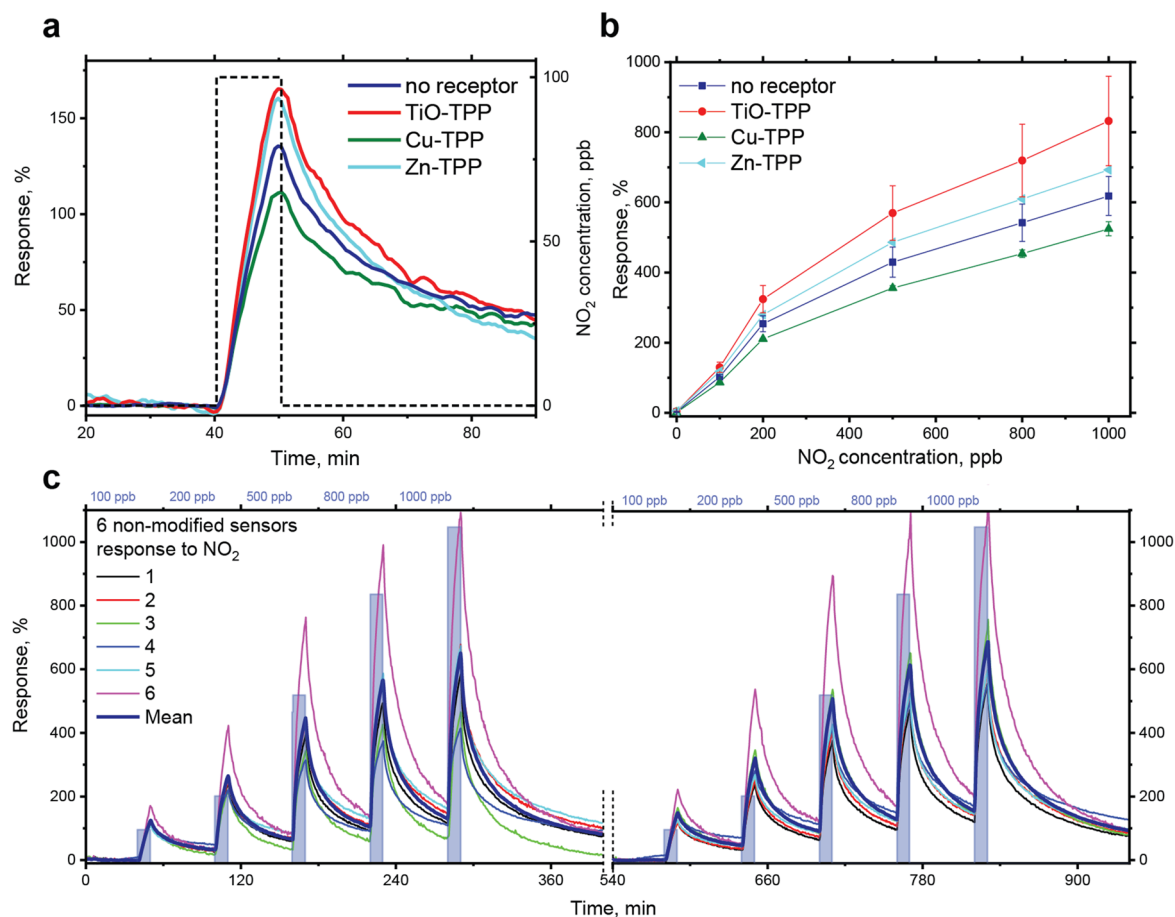 a
Response, %
150
100
50
0
20
40
60
80
Time, min
100
50
0
NO₂ concentration, ppb
no receptor
TiO-TPP
Cu-TPP
Zn-TPP
b
Response, %
1000
800
600
400
200
0
0
200
400
600
800
1000
NO₂ concentration, ppb
no receptor
TiO-TPP
Cu-TPP
Zn-TPP
c
100 ppb 200 ppb 500 ppb 800 ppb 1000 ppb
100 ppb 200 ppb 500 ppb 800 ppb 1000 ppb
6 non-modified sensors
response to NO₂
1
2
3
4
5
6
Mean
Response, %
1000
800
600
400
200
0
1000
800
600
400
200
0
0 120 240 360 540 660 780 900
Time, min